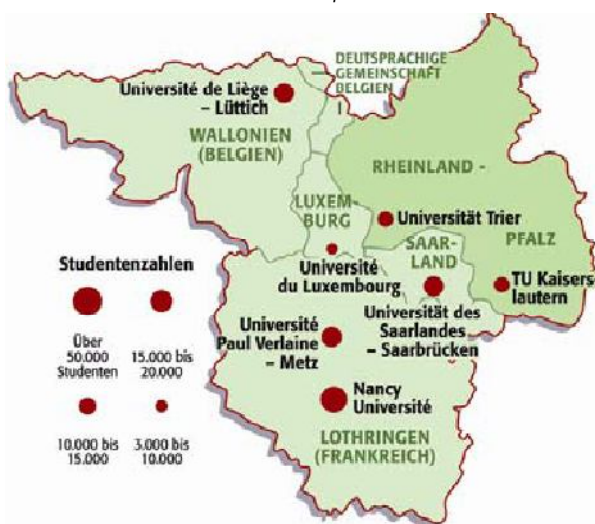 DEUTSPRACHIGE
GEMEINSCHAFT
BELGIEN
Université de Liège
– Lüttich
WALLONIEN
(BELGIEN)
RHEINLAND -
PFALZ
LUXEM-
BURG
Universität Trier
SAAR-
LAND
Université
du Luxembourg
TU Kaisers-
lautern
Universität des
Saarlandes
– Saarbrücken
Université
Paul Verlaine
– Metz
Nancy
Université
LOTHRINGEN
(FRANKREICH)
Studentenzahlen
Über
50.000
Studenten
15.000 bis
20.000
10.000 bis
15.000
3.000 bis
10.000